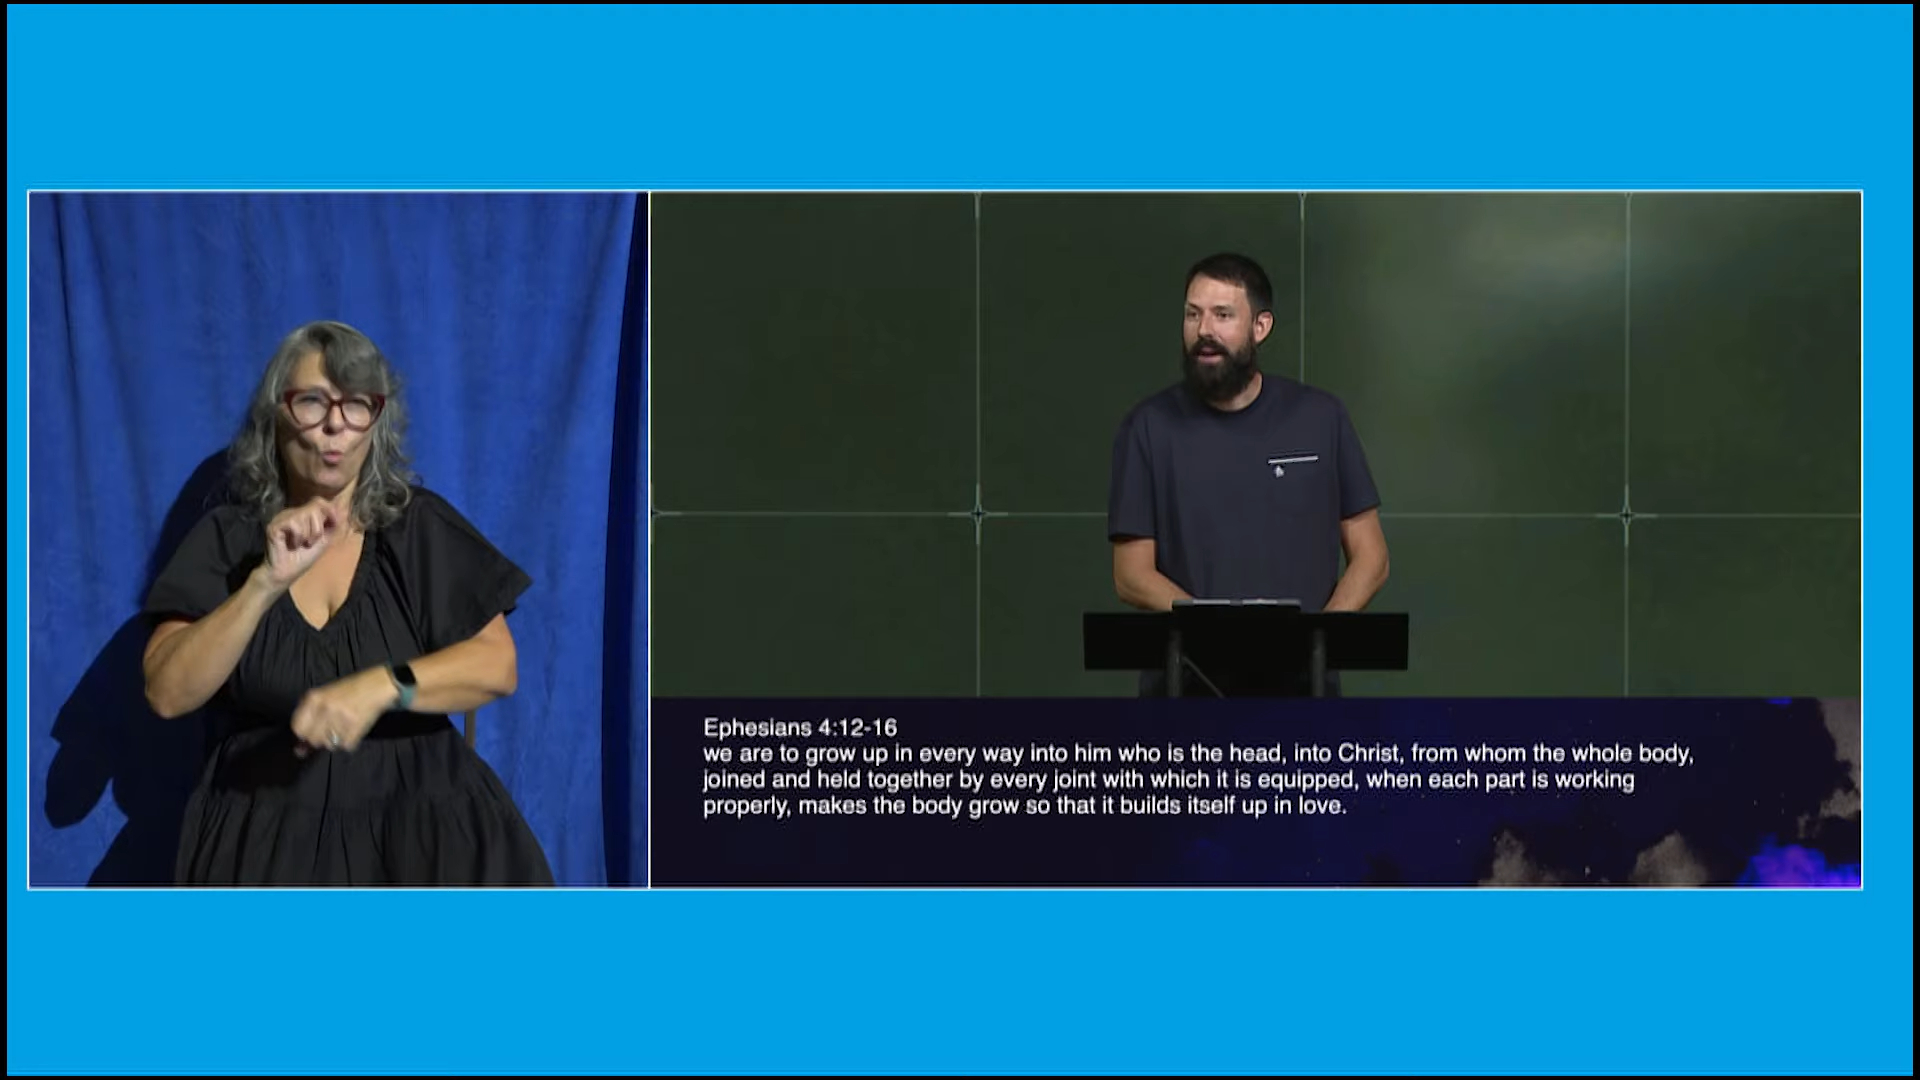 Ephesians 4:12-16
we are to grow up in every way into him who is the head, into Christ, from whom the whole body,
joined and held together by every joint with which it is equipped, when each part is working
properly, makes the body grow so that it builds itself up in love.